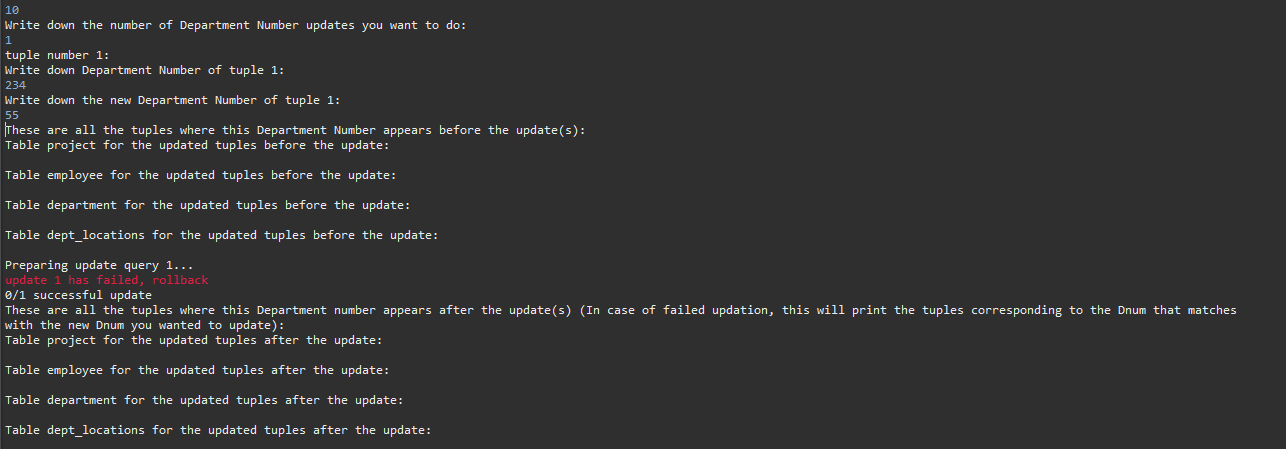 10
Write down the number of Department Number updates you want to do:
1
tuple number 1:
Write down Department Number of tuple 1:
234
Write down the new Department Number of tuple 1:
55
These are all the tuples where this Department Number appears before the update(s):
Table project for the updated tuples before the update:
Table employee for the updated tuples before the update:
Table department for the updated tuples before the update:
Table dept_locations for the updated tuples before the update:
Preparing update query 1...
update 1 has failed, rollback
0/1 successful update
These are all the tuples where this Department number appears after the update(s) (In case of failed updation, this will print the tuples corresponding to the Dnum that matches
with the new Dnum you wanted to update):
Table project for the updated tuples after the update:
Table employee for the updated tuples after the update:
Table department for the updated tuples after the update:
Table dept_locations for the updated tuples after the update: